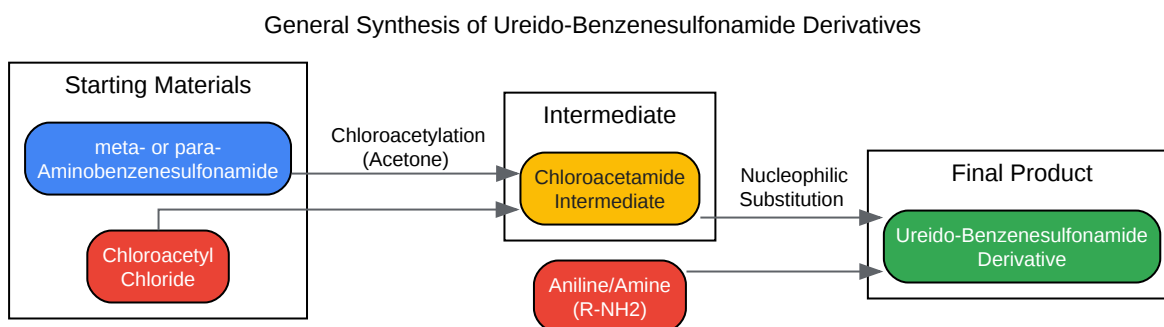 General Synthesis of Ureido-Benzenesulfonamide Derivatives
Starting Materials
meta- or para-
Aminobenzenesulfonamide
Chloroacetyl
Chloride
Chloroacetylation
(Acetone)
Intermediate
Chloroacetamide
Intermediate
Aniline/Amine
(R-NH2)
Nucleophilic
Substitution
Final Product
Ureido-Benzenesulfonamide
Derivative